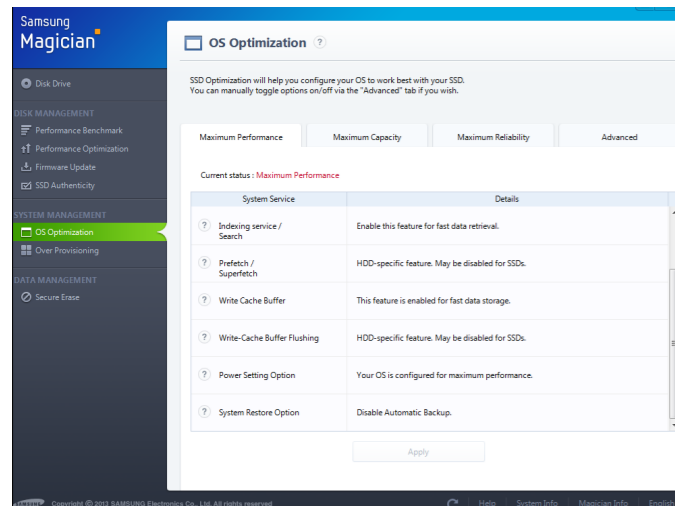 Samsung
Magician
OS Optimization ?
Disk Drive
SSD Optimization will help you configure your OS to work best with your SSD.
You can manually toggle options on/off via the "Advanced" tab if you wish.
DISK MANAGEMENT
Performance Benchmark
Performance Optimization
Firmware Update
SSD Authenticity
SYSTEM MANAGEMENT
OS Optimization
Over Provisioning
DATA MANAGEMENT
Secure Erase
Maximum Performance Maximum Capacity Maximum Reliability Advanced
Current status : Maximum Performance
System Service Details
? Indexing service / Enable this feature for fast data retrieval.
Search
? Prefetch / HDD-specific feature. May be disabled for SSDs.
Superfetch
? Write Cache Buffer This feature is enabled for fast data storage.
? Write-Cache Buffer Flushing HDD-specific feature. May be disabled for SSDs.
? Power Setting Option Your OS is configured for maximum performance.
? System Restore Option Disable Automatic Backup.
Apply
SAMSUNG Copyright © 2013 SAMSUNG Electronics Co., Ltd. All rights reserved Help System Info Magician Info English